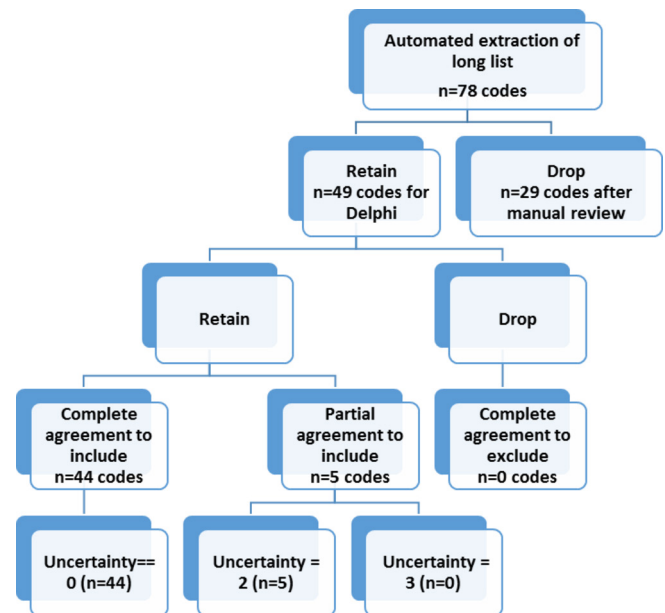 Automated extraction of
long list
n=78 codes
Retain
n=49 codes for
Delphi
Drop
n=29 codes after
manual review
Retain
Drop
Complete
agreement to
include
n=44 codes
Partial
agreement to
include
n=5 codes
Complete
agreement to
exclude
n=0 codes
Uncertainty==
0 (n=44)
Uncertainty =
2 (n=5)
Uncertainty =
3 (n=0)